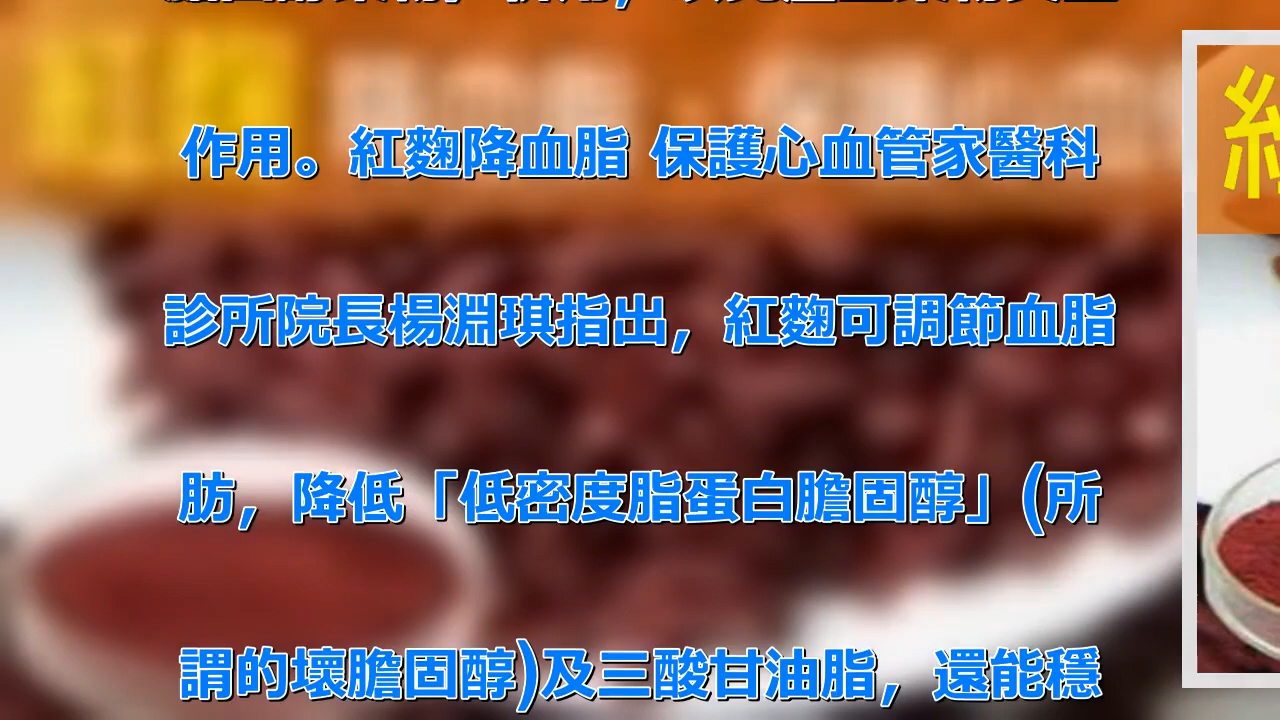 作用。紅麴降血脂 保護心血管家醫科
診所院長楊淵琪指出，紅麴可調節血脂
肪，降低「低密度脂蛋白膽固醇」(所
謂的壞膽固醇)及三酸甘油脂，還能穩